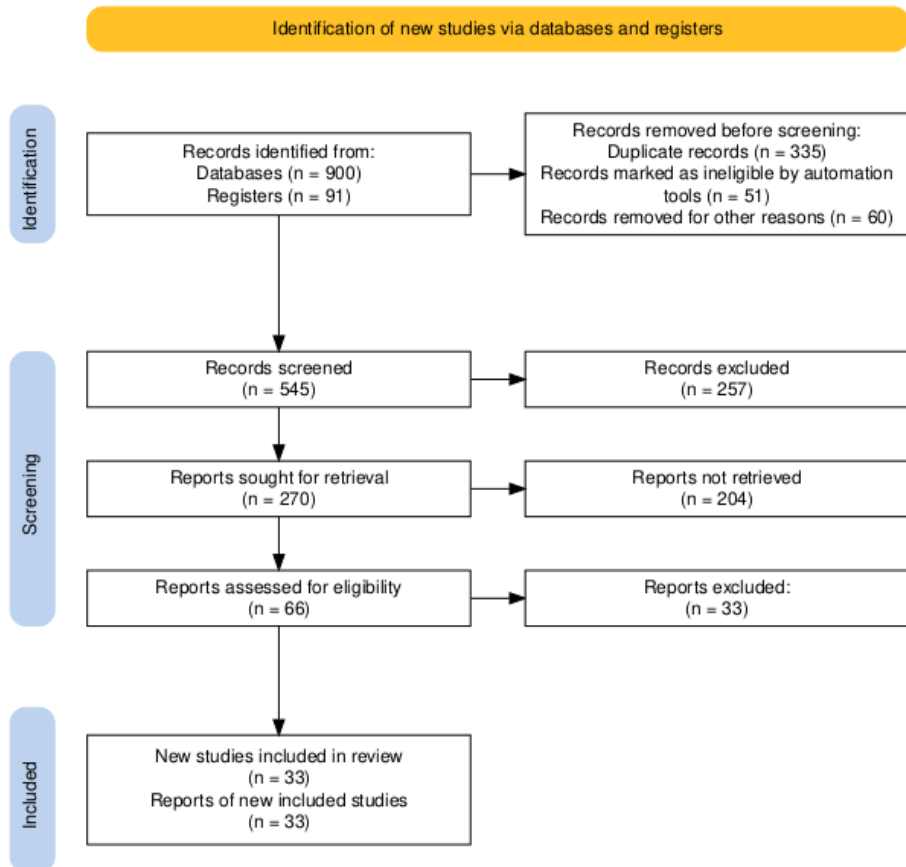 Identification of new studies via databases and registers
Identification
Records identified from:
Databases (n = 900)
Registers (n = 91)
Records removed before screening:
Duplicate records (n = 335)
Records marked as ineligible by automation
tools (n = 51)
Records removed for other reasons (n = 60)
Screening
Records screened
(n = 545)
Records excluded
(n = 257)
Reports sought for retrieval
(n = 270)
Reports not retrieved
(n = 204)
Reports assessed for eligibility
(n = 66)
Reports excluded:
(n = 33)
Included
New studies included in review
(n = 33)
Reports of new included studies
(n = 33)